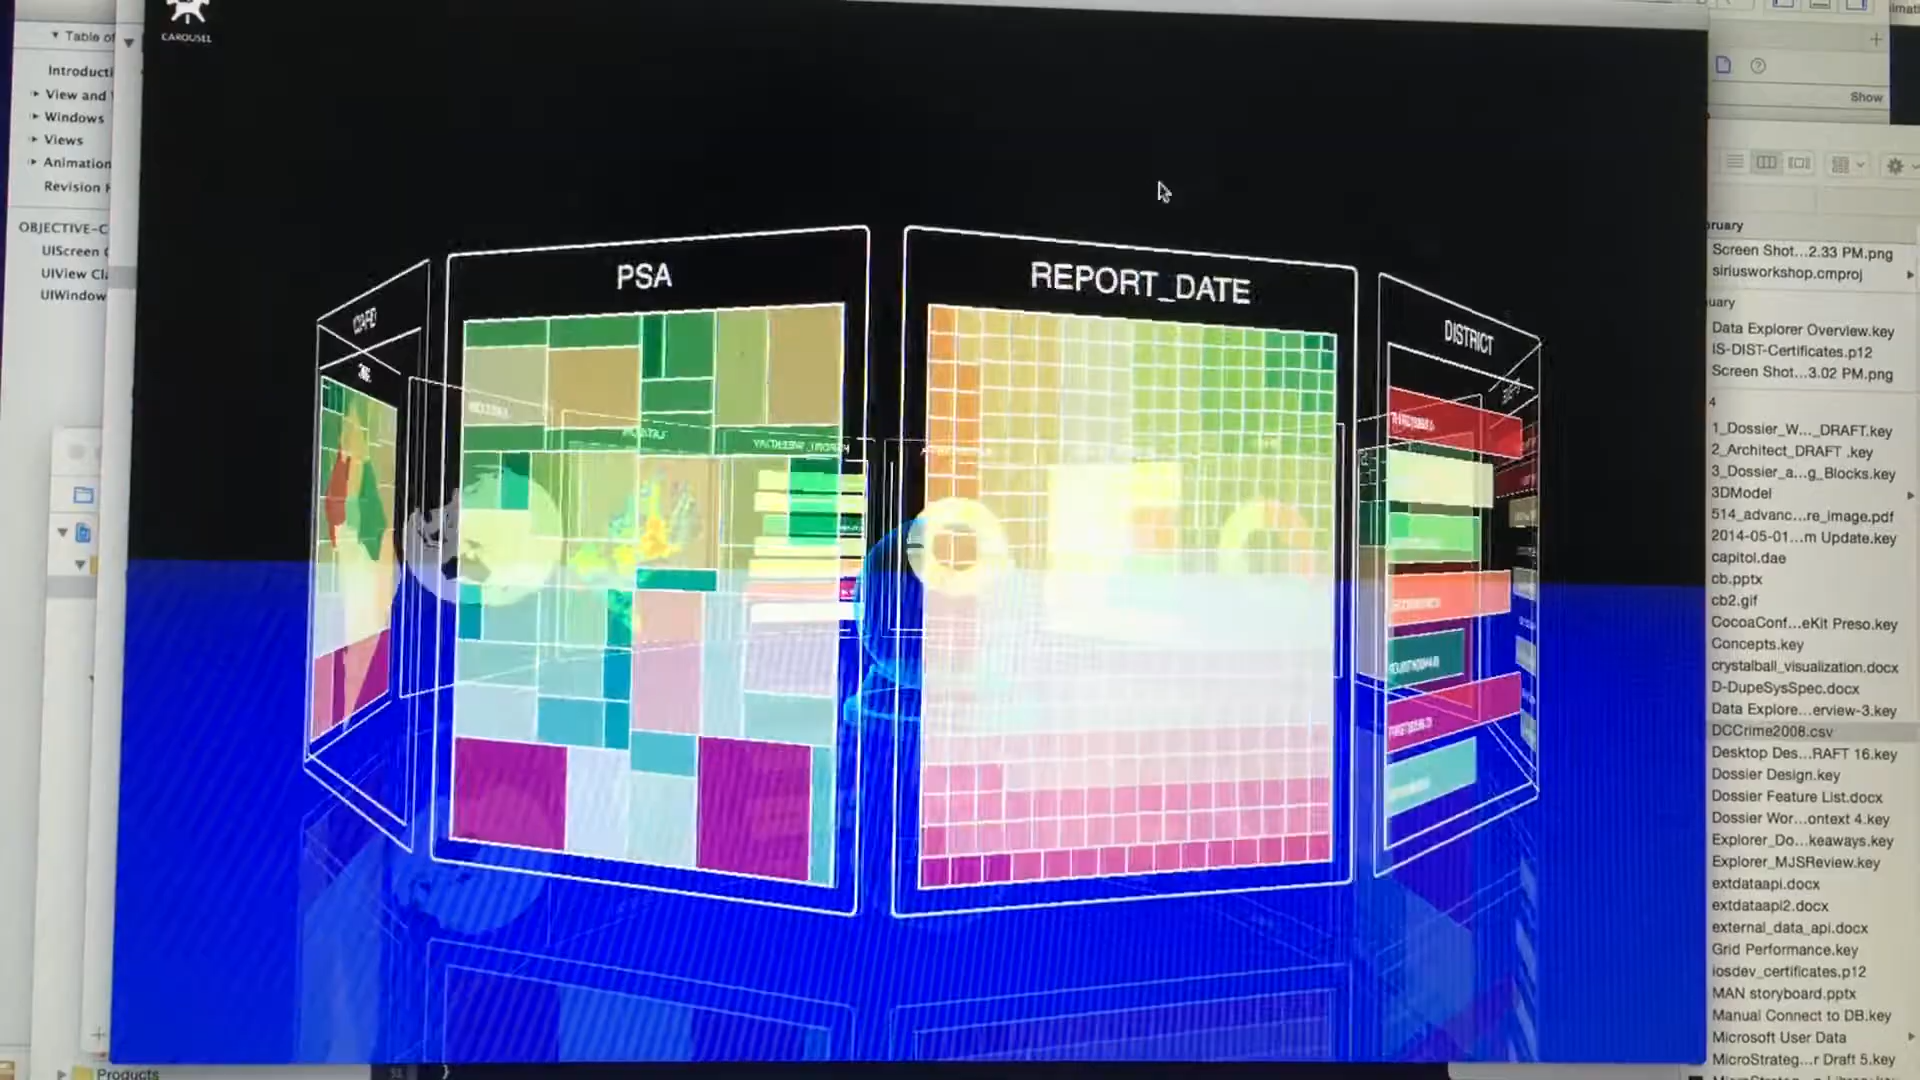 CAROUSEL
Table of
Introducti
View and
Windows
Views
Animation
Revision H
OBJECTIVE-C
UIScreen C
UIView Cla
UIWindow
PSA
REPORT_DATE
DISTRICT
Show
ruary
Screen Shot...2.33 PM.png
siriusworkshop.cmproj
uary
Data Explorer Overview.key
IS-DIST-Certificates.p12
Screen Shot...3.02 PM.png
4
1_Dossier_W..._DRAFT.key
2_Architect_DRAFT .key
3_Dossier_a...g_Blocks.key
3DModel
514_advanc...re_image.pdf
2014-05-01...m Update.key
capitol.dae
cb.pptx
cb2.gif
CocoaConf...eKit Preso.key
Concepts.key
crystalball_visualization.docx
D-DupeSysSpec.docx
Data Explore...erview-3.key
DCCrime2008.csv
Desktop Des...RAFT 16.key
Dossier Design.key
Dossier Feature List.docx
Dossier Wor...ontext 4.key
Explorer_Do...keaways.key
Explorer_MJSReview.key
extdataapi.docx
extdataapi2.docx
external_data_api.docx
Grid Performance.key
iosdev_certificates.p12
MAN storyboard.pptx
Manual Connect to DB.key
Microsoft User Data
MicroStrateg...r Draft 5.key
Products
51
}